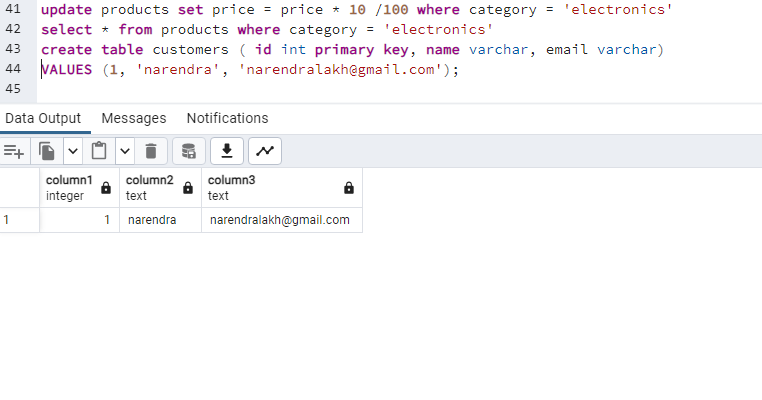 41 update products set price = price * 10 /100 where category = 'electronics'
42 select * from products where category = 'electronics'
43 create table customers ( id int primary key, name varchar, email varchar)
44 VALUES (1, 'narendra', 'narendralakh@gmail.com');
45
Data Output Messages Notifications
column1 column2 column3
integer text text
1 1 narendra narendralakh@gmail.com